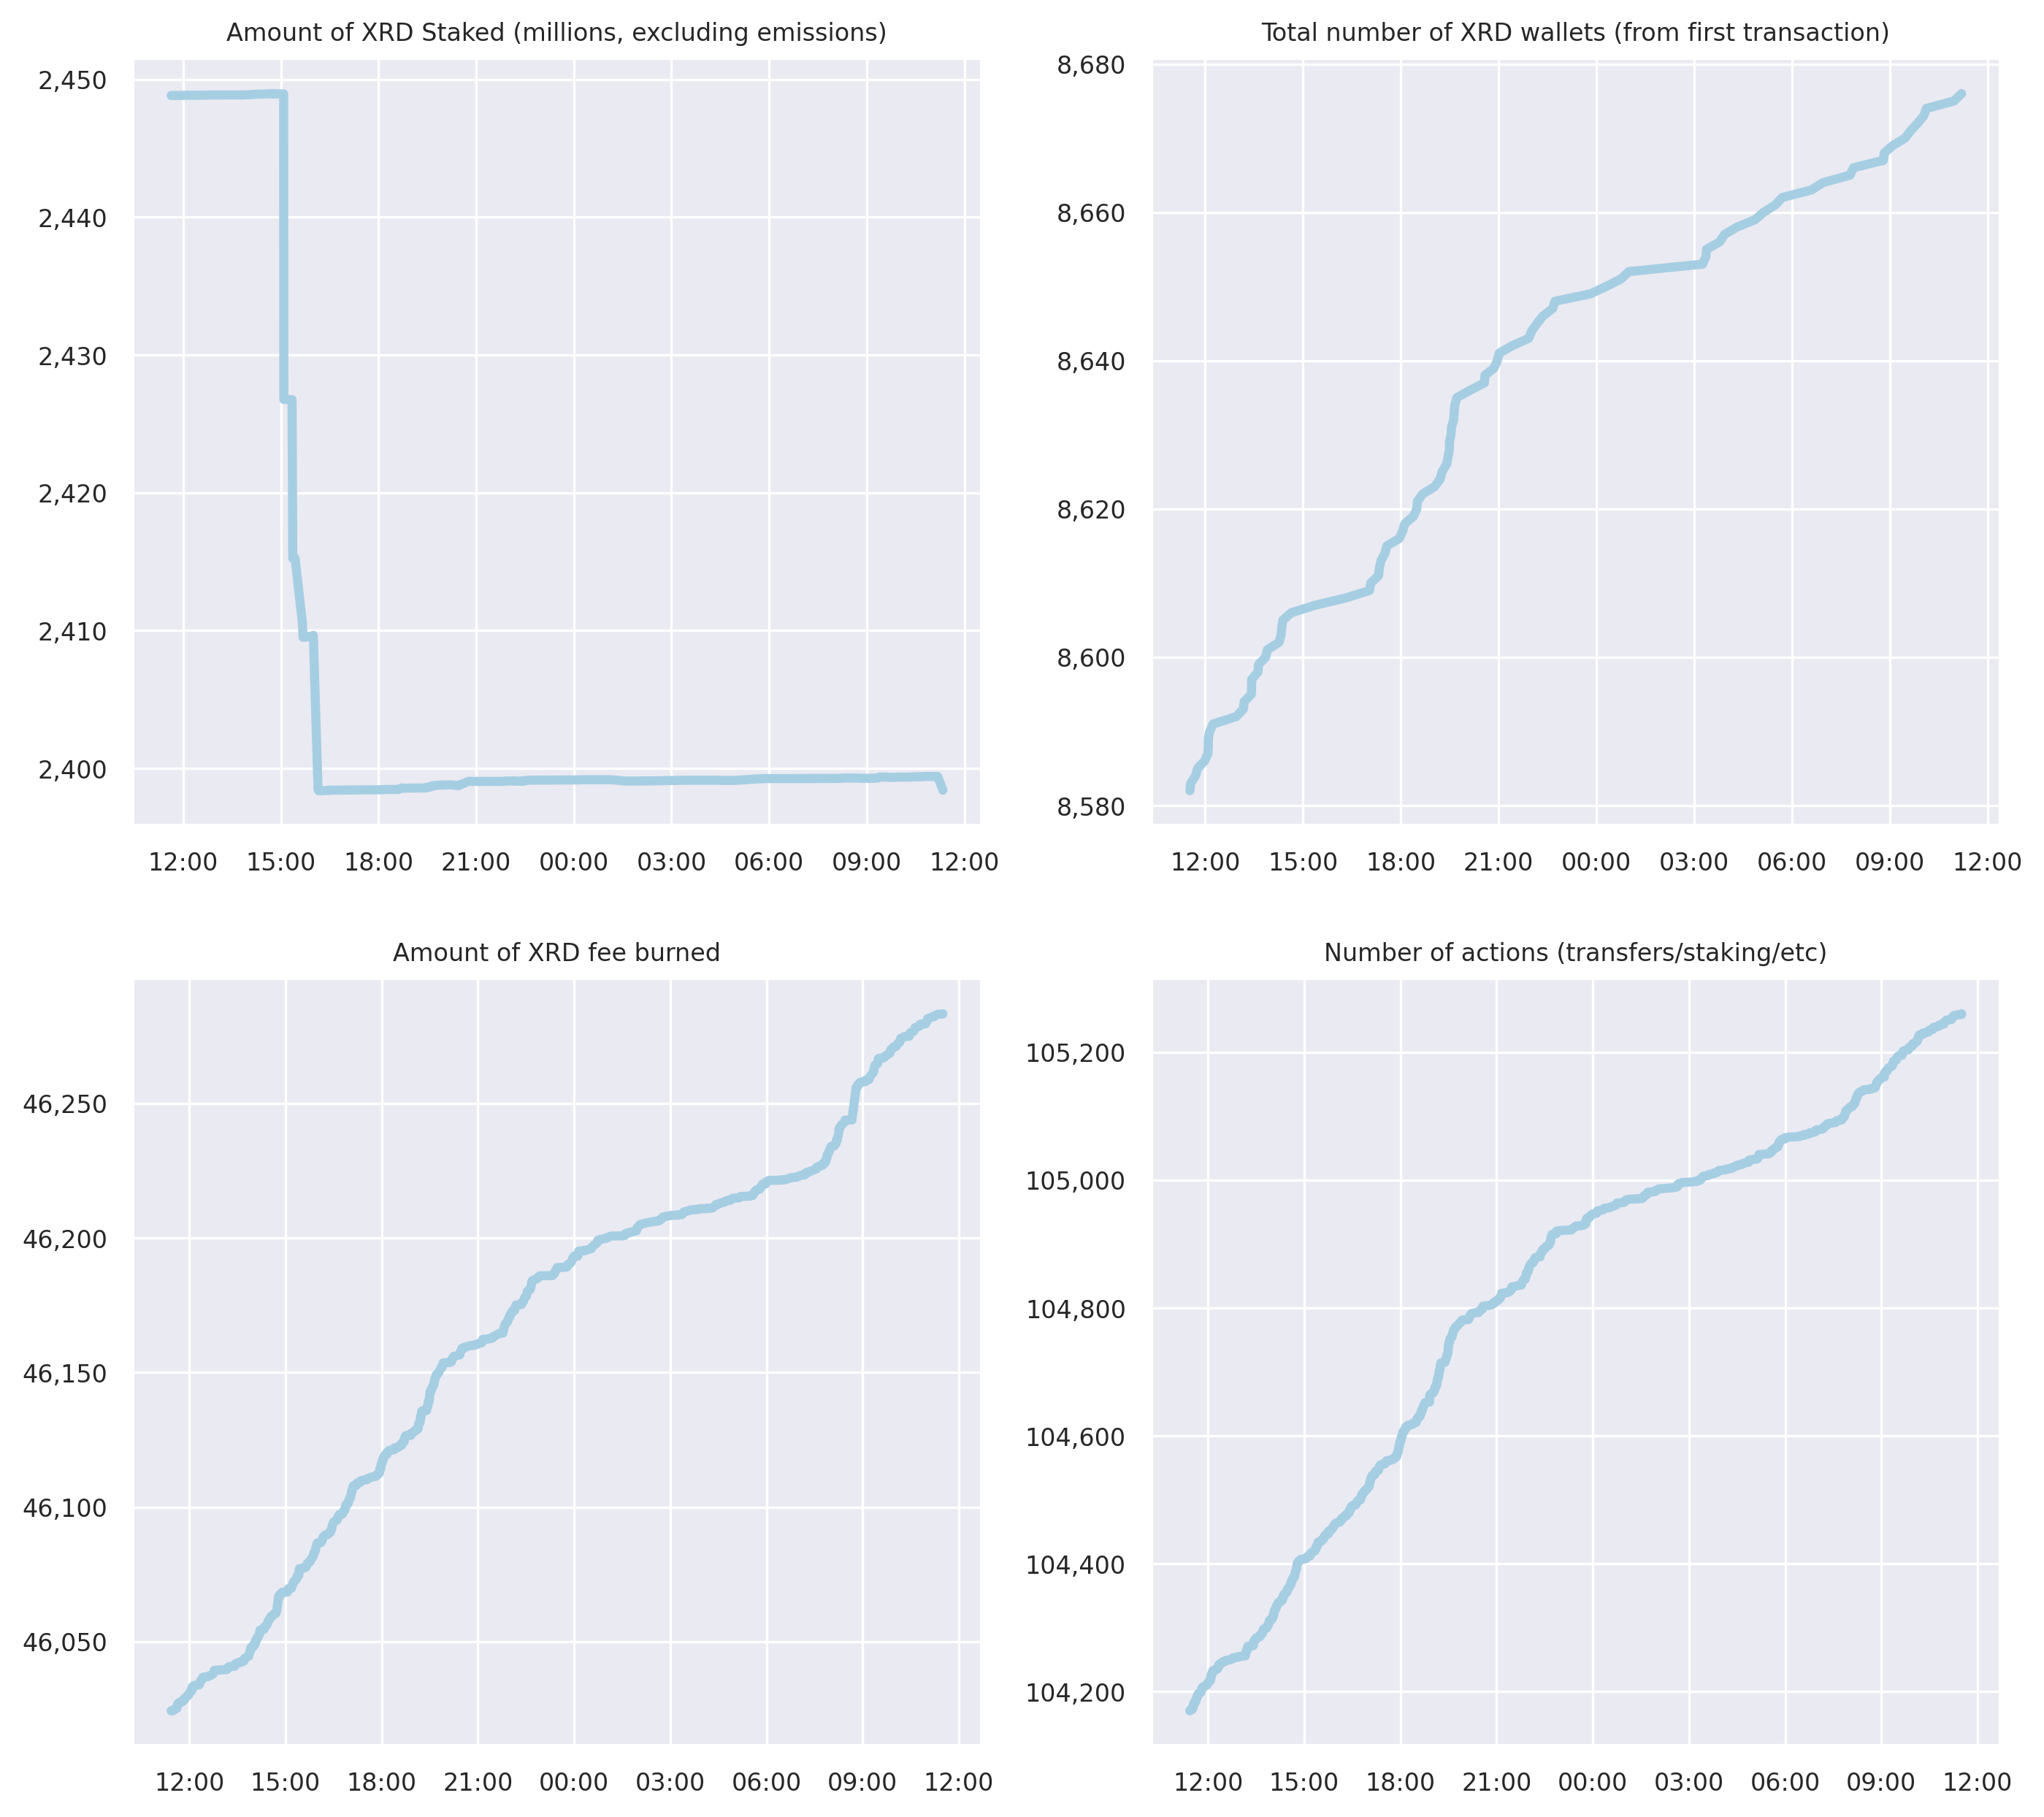 Amount of XRD Staked (millions, excluding emissions)
2,450
2,440
2,430
2,420
2,410
2,400
12:00 15:00 18:00 21:00 00:00 03:00 06:00 09:00 12:00
Total number of XRD wallets (from first transaction)
8,680
8,660
8,640
8,620
8,600
8,580
12:00 15:00 18:00 21:00 00:00 03:00 06:00 09:00 12:00
Amount of XRD fee burned
46,250
46,200
46,150
46,100
46,050
12:00 15:00 18:00 21:00 00:00 03:00 06:00 09:00 12:00
Number of actions (transfers/staking/etc)
105,200
105,000
104,800
104,600
104,400
104,200
12:00 15:00 18:00 21:00 00:00 03:00 06:00 09:00 12:00